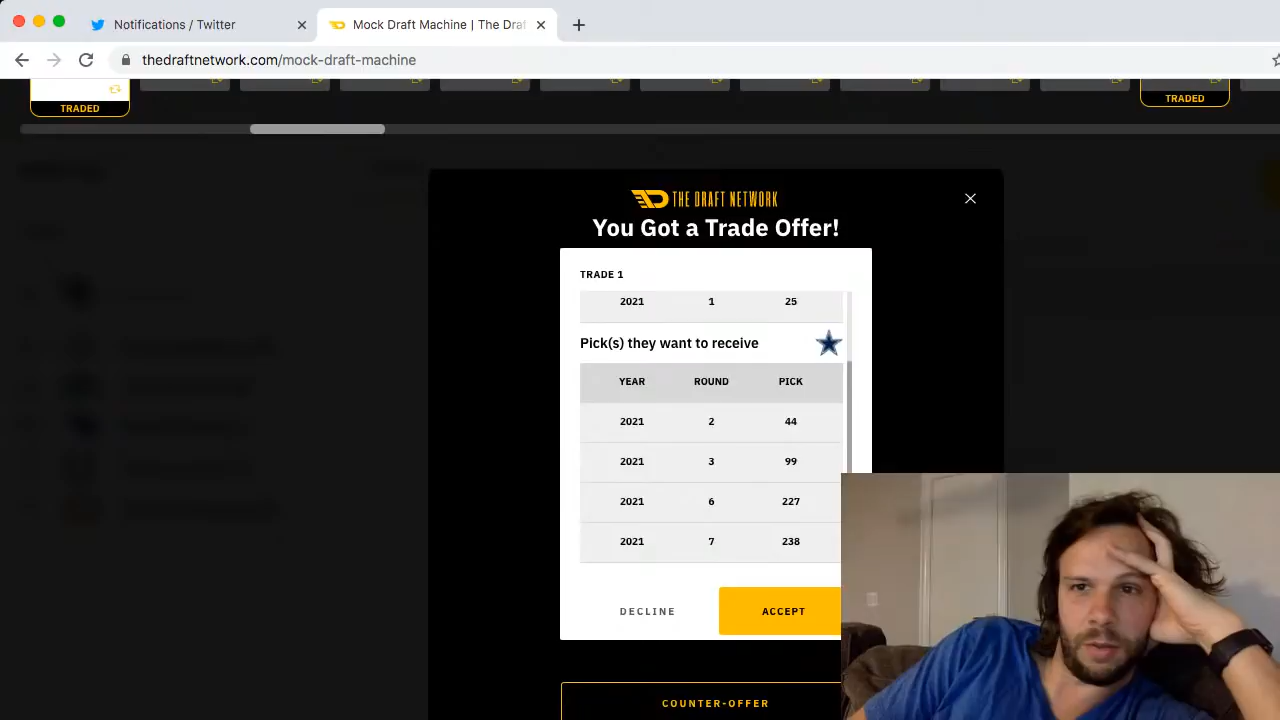 Notifications / Twitter
Mock Draft Machine | The Draf
thedraftnetwork.com/mock-draft-machine
TRADED
TRADED
THE DRAFT NETWORK
You Got a Trade Offer!
TRADE 1
2021 1 25
Pick(s) they want to receive
YEAR ROUND PICK
2021 2 44
2021 3 99
2021 6 227
2021 7 238
DECLINE ACCEPT
COUNTER-OFFER